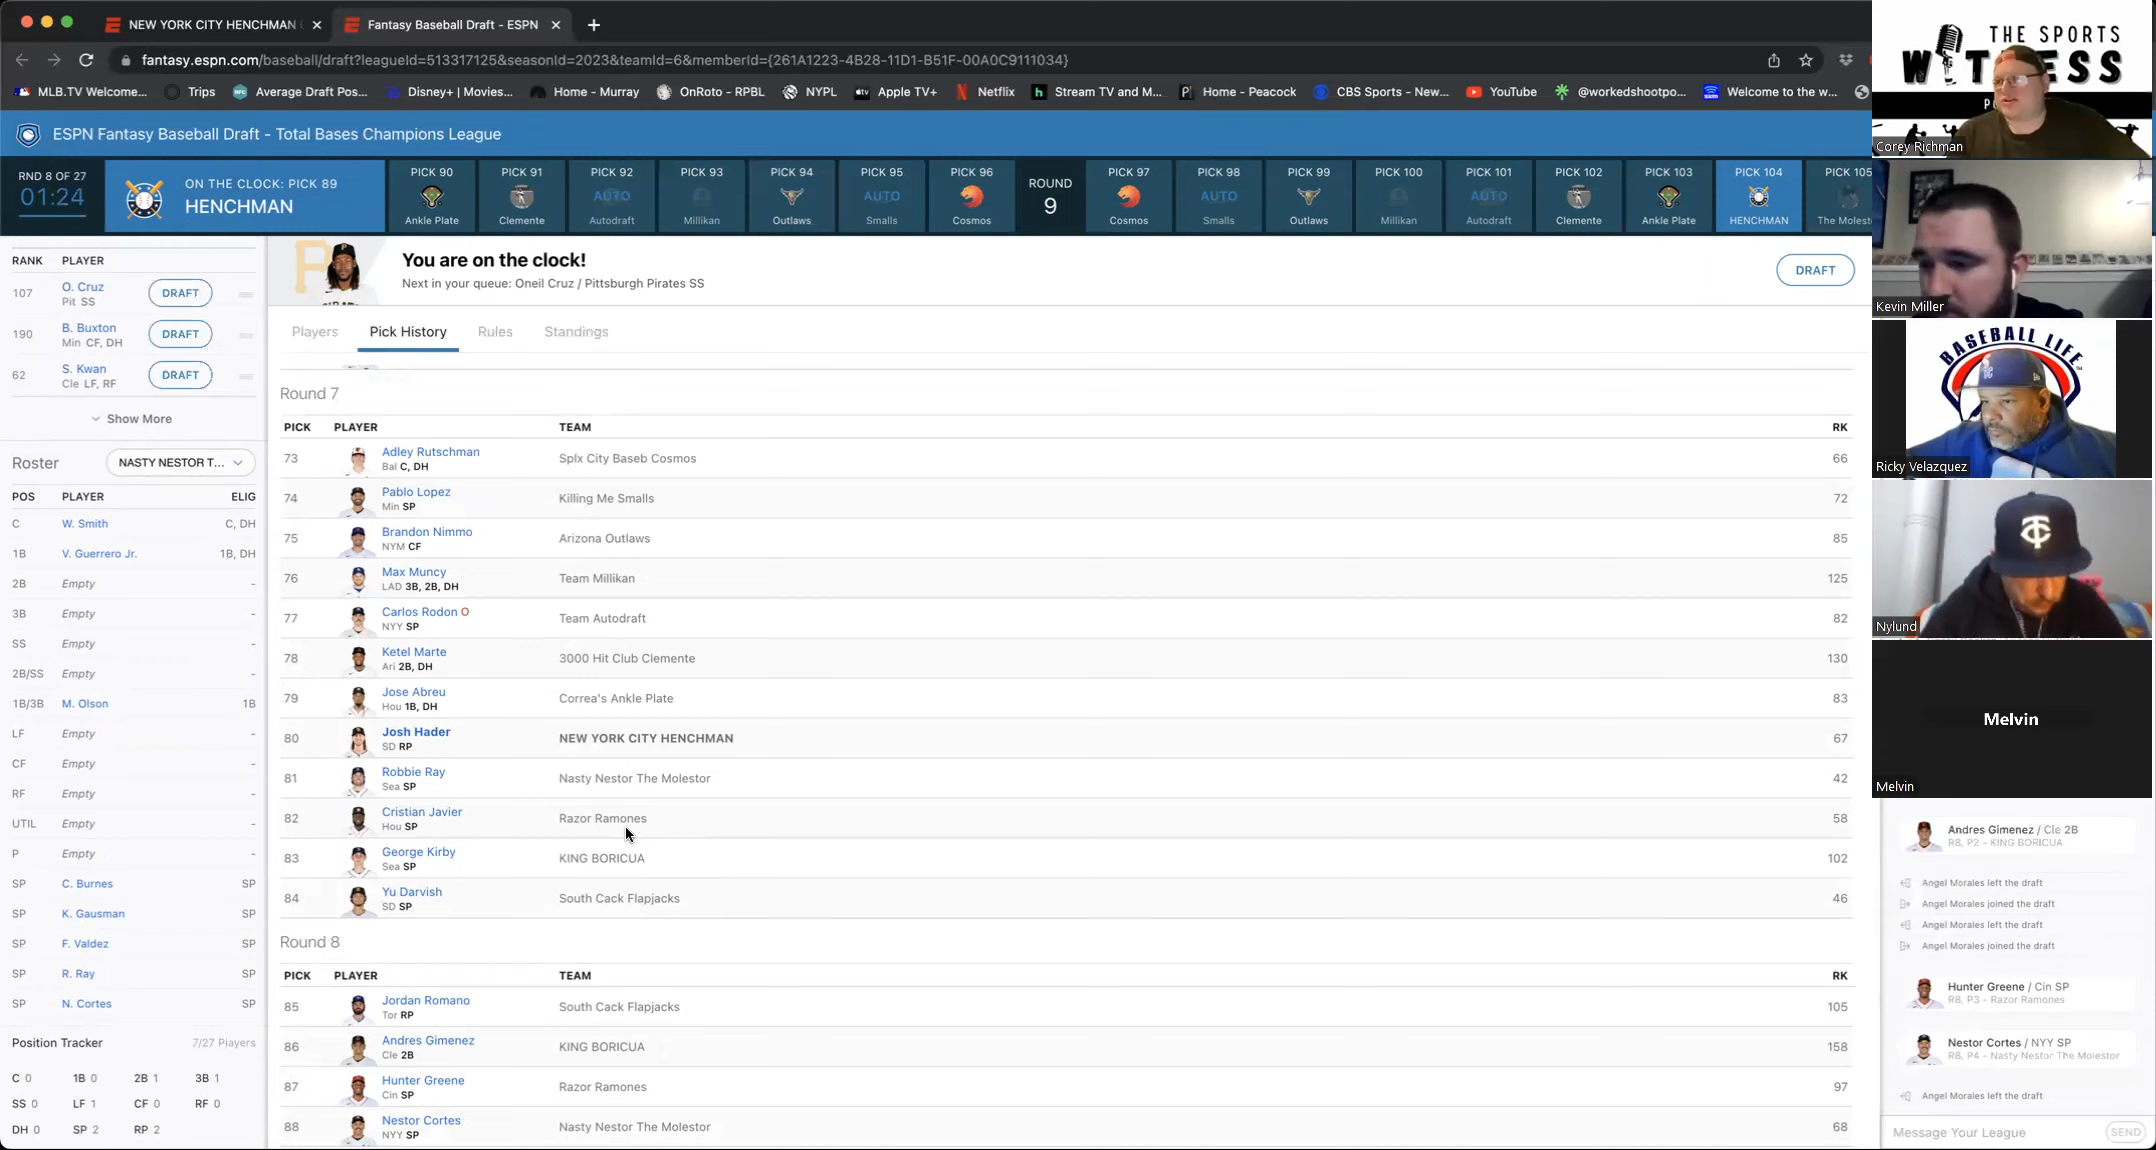 NEW YORK CITY HENCHMAN
Fantasy Baseball Draft - ESPN
fantasy.espn.com/baseball/draft?leagueId=513317125&seasonId=2023&teamId=6&memberId={261A1223-4B28-11D1-B51F-00A0C9111034}
MLB.TV Welcome... Trips Average Draft Pos... Disney+ | Movies... Home - Murray OnRoto - RPBL NYPL Apple TV+ Netflix Stream TV and M... Home - Peacock CBS Sports - New... YouTube @workedshootpo... Welcome to the w...
ESPN Fantasy Baseball Draft - Total Bases Champions League
RND 8 OF 27
01:24
ON THE CLOCK: PICK 89
HENCHMAN
PICK 90
Ankle Plate
PICK 91
Clemente
PICK 92
AUTO
Autodraft
PICK 93
Millikan
PICK 94
Outlaws
PICK 95
AUTO
Smalls
PICK 96
Cosmos
ROUND
9
PICK 97
Cosmos
PICK 98
AUTO
Smalls
PICK 99
Outlaws
PICK 100
Millikan
PICK 101
AUTO
Autodraft
PICK 102
Clemente
PICK 103
Ankle Plate
PICK 104
HENCHMAN
PICK 105
The Molest
RANK PLAYER
107 O. Cruz DRAFT
Pit SS
190 B. Buxton DRAFT
Min CF, DH
62 S. Kwan DRAFT
Cle LF, RF
Show More
Roster NASTY NESTOR T...
POS PLAYER ELIG
C W. Smith C, DH
1B V. Guerrero Jr. 1B, DH
2B Empty -
3B Empty -
SS Empty -
2B/SS Empty -
1B/3B M. Olson 1B
LF Empty -
CF Empty -
RF Empty -
UTIL Empty -
P Empty -
SP C. Burnes SP
SP K. Gausman SP
SP F. Valdez SP
SP R. Ray SP
SP N. Cortes SP
Position Tracker 7/27 Players
C 0 1B 0 2B 1 3B 1
SS 0 LF 1 CF 0 RF 0
DH 0 SP 2 RP 2
You are on the clock!
Next in your queue: Oneil Cruz / Pittsburgh Pirates SS
DRAFT
Players Pick History Rules Standings
Round 7
PICK PLAYER TEAM RK
73 Adley Rutschman Splx City Baseb Cosmos 66
Bal C, DH
74 Pablo Lopez Killing Me Smalls 72
Min SP
75 Brandon Nimmo Arizona Outlaws 85
NYM CF
76 Max Muncy Team Millikan 125
LAD 3B, 2B, DH
77 Carlos Rodon O Team Autodraft 82
NYY SP
78 Ketel Marte 3000 Hit Club Clemente 130
Ari 2B, DH
79 Jose Abreu Correa's Ankle Plate 83
Hou 1B, DH
80 Josh Hader NEW YORK CITY HENCHMAN 67
SD RP
81 Robbie Ray Nasty Nestor The Molestor 42
Sea SP
82 Cristian Javier Razor Ramones 58
Hou SP
83 George Kirby KING BORICUA 102
Sea SP
84 Yu Darvish South Cack Flapjacks 46
SD SP
Round 8
PICK PLAYER TEAM RK
85 Jordan Romano South Cack Flapjacks 105
Tor RP
86 Andres Gimenez KING BORICUA 158
Cle 2B
87 Hunter Greene Razor Ramones 97
Cin SP
88 Nestor Cortes Nasty Nestor The Molestor 68
NYY SP
THE SPORTS
Corey Richman
Kevin Miller
BASEBALL LIFE
Ricky Velazquez
TC
Nylund
Melvin
Melvin
Andres Gimenez / Cle 2B
R8, P2 - KING BORICUA
Angel Morales left the draft
Angel Morales joined the draft
Angel Morales left the draft
Angel Morales joined the draft
Hunter Greene / Cin SP
R8, P3 - Razor Ramones
Nestor Cortes / NYY SP
R8, P4 - Nasty Nestor The Molestor
Angel Morales left the draft
Message Your League SEND